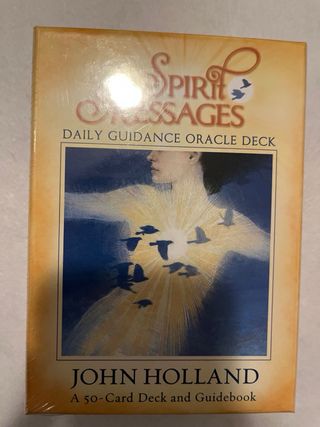 Spirit
Messages
Daily Guidance Oracle Deck
John Holland
A 50-Card Deck and Guidebook